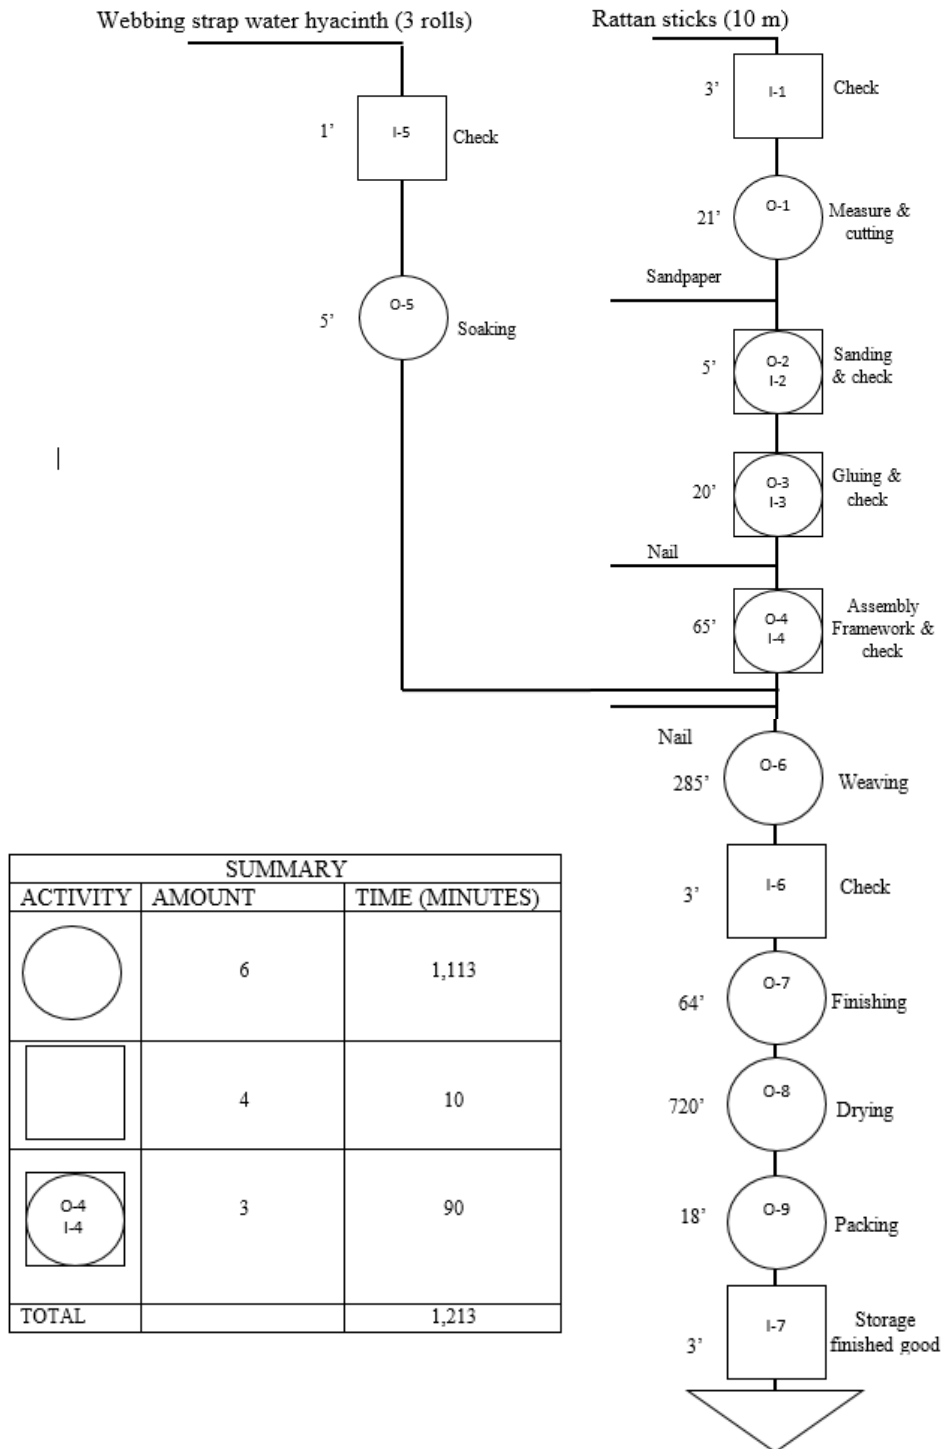 Webbing strap water hyacinth (3 rolls)
1’
I-5
Check
5’
O-5
Soaking
Rattan sticks (10 m)
3’
I-1
Check
21’
O-1
Measure &
cutting
Sandpaper
5’
O-2
I-2
Sanding
& check
20’
O-3
I-3
Gluing &
check
Nail
65’
O-4
I-4
Assembly
Framework &
check
Nail
285’
O-6
Weaving
3’
I-6
Check
64’
O-7
Finishing
720’
O-8
Drying
18’
O-9
Packing
3’
I-7
Storage
finished good
SUMMARY
ACTIVITY AMOUNT TIME (MINUTES)
6 1,113
4 10
O-4
I-4
3 90
TOTAL 1,213